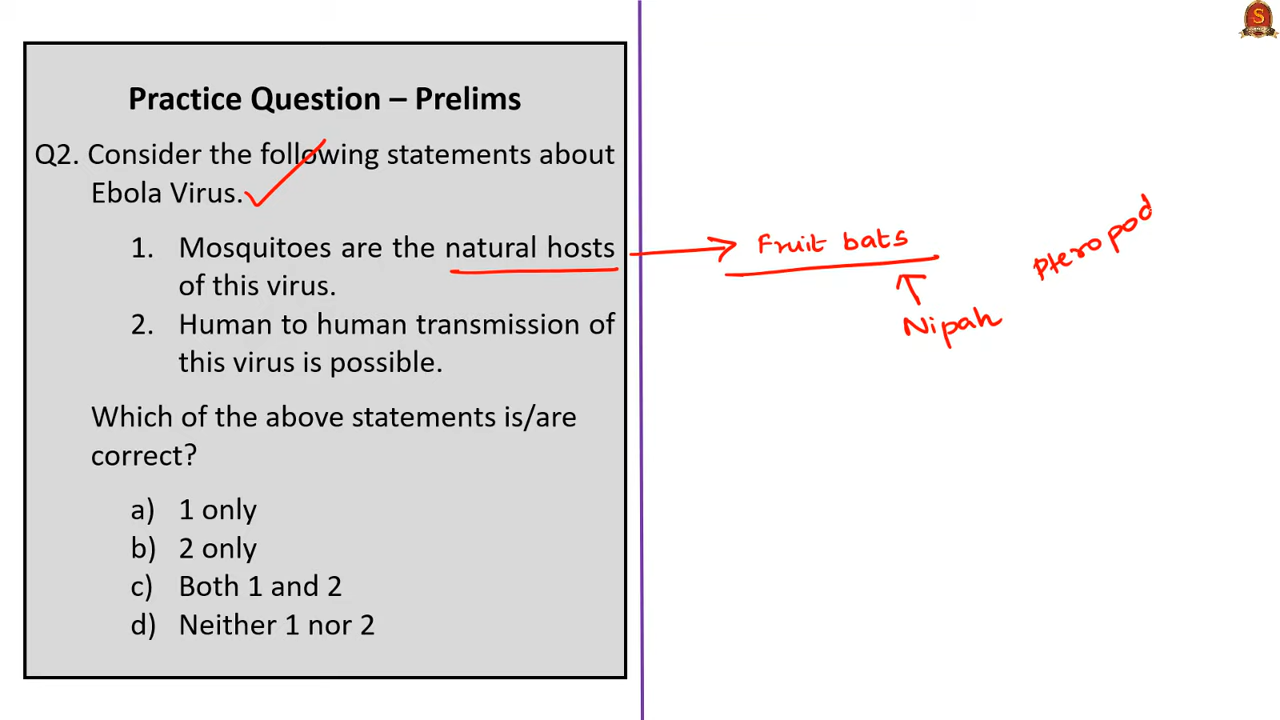 Practice Question – Prelims
Q2. Consider the following statements about
Ebola Virus.
1. Mosquitoes are the natural hosts
of this virus.
2. Human to human transmission of
this virus is possible.
Which of the above statements is/are
correct?
a) 1 only
b) 2 only
c) Both 1 and 2
d) Neither 1 nor 2
Fruit bats
Nipah
Pteropod
S